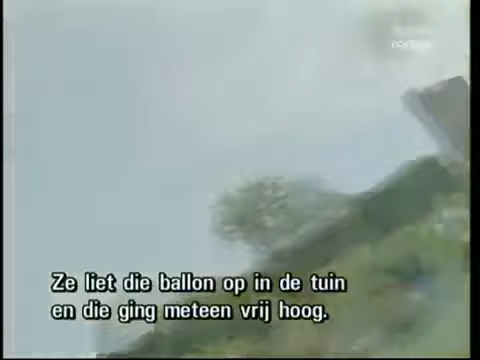 Ze liet die ballon op in de tuin
en die ging meteen vrij hoog.